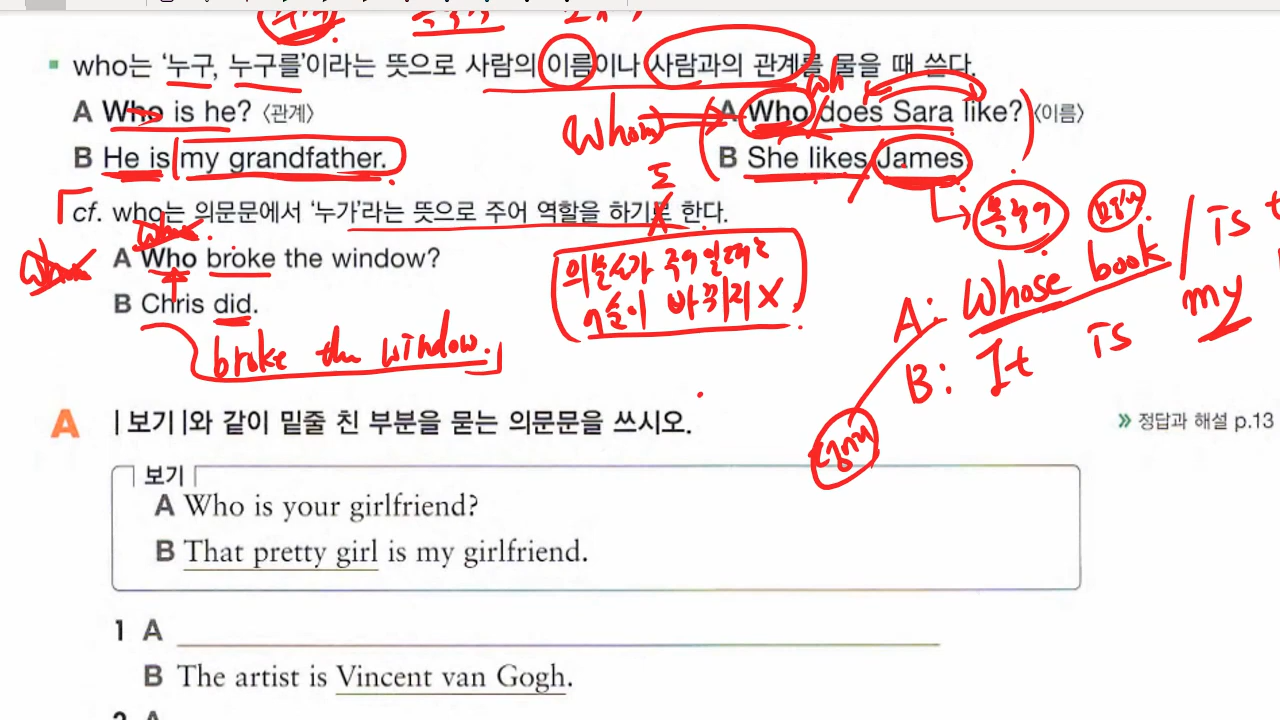 who는 '누구, 누구를'이라는 뜻으로 사람의 이름이나 사람과의 관계를 물을 때 쓴다.
A Who is he? 〈관계〉
B He is my grandfather.
Whom
wh
A Who does Sara like? 〈이름〉
B She likes James.
목적어
cf. who는 의문문에서 '누가'라는 뜻으로 주어 역할을 하기도 한다.
A Who broke the window?
B Chris did.
broke the window.
의문사가 주어일 때는
어순이 바뀌지 X
A: Whose book / is
B: It is my
A |보기|와 같이 밑줄 친 부분을 묻는 의문문을 쓰시오.
» 정답과 해설 p.13
보기
A Who is your girlfriend?
B That pretty girl is my girlfriend.
1 A
B The artist is Vincent van Gogh.